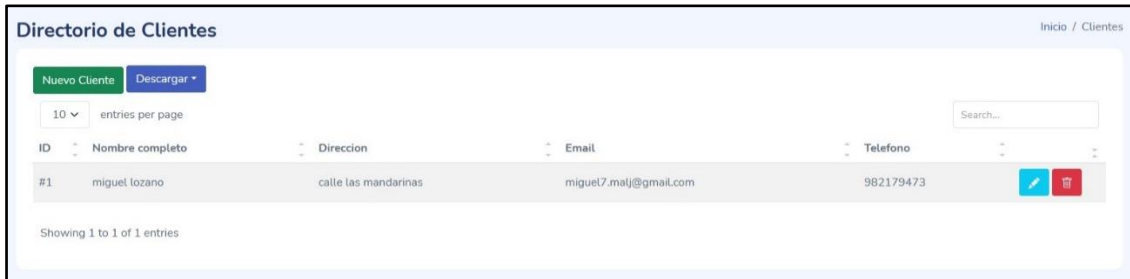 Directorio de Clientes
Inicio / Clientes
Nuevo Cliente Descargar
10 entries per page
Search...
ID Nombre completo Direccion Email Telefono
#1 miguel lozano calle las mandarinas miguel7.malj@gmail.com 982179473
Showing 1 to 1 of 1 entries